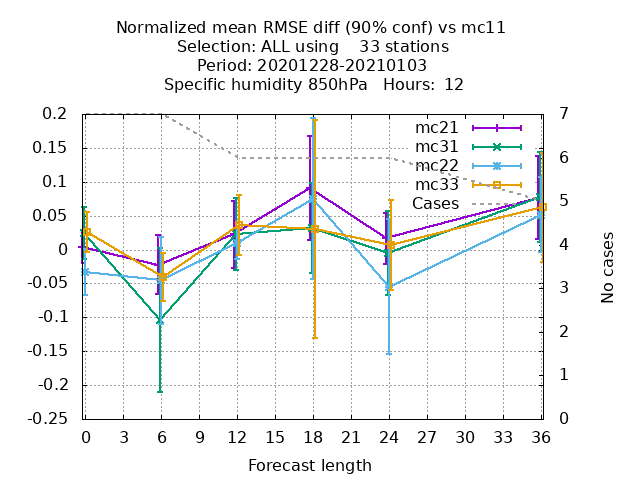 Normalized mean RMSE diff (90% conf) vs mc11
Selection: ALL using    33 stations
Period: 20201228-20210103
Specific humidity 850hPa   Hours:  12
0.2
0.15
0.1
0.05
0
-0.05
-0.1
-0.15
-0.2
-0.25
mc21
mc31
mc22
mc33
Cases
7
6
5
4
3
2
1
0
No cases
0 3 6 9 12 15 18 21 24 27 30 33 36
Forecast length